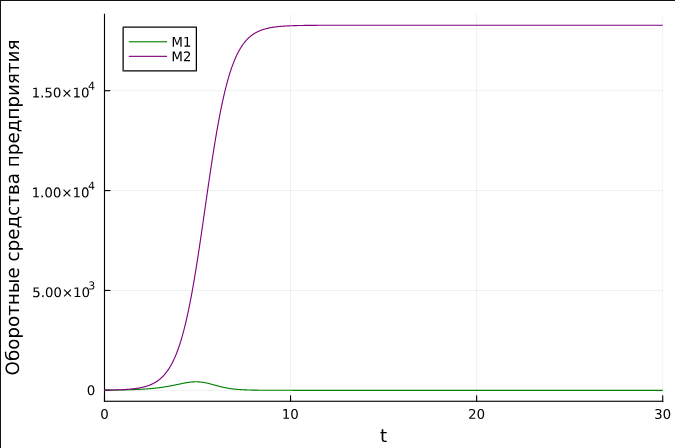 M1
M2
Оборотные средства предприятия
1.50×10⁴
1.00×10⁴
5.00×10³
0
0 10 20 30
t